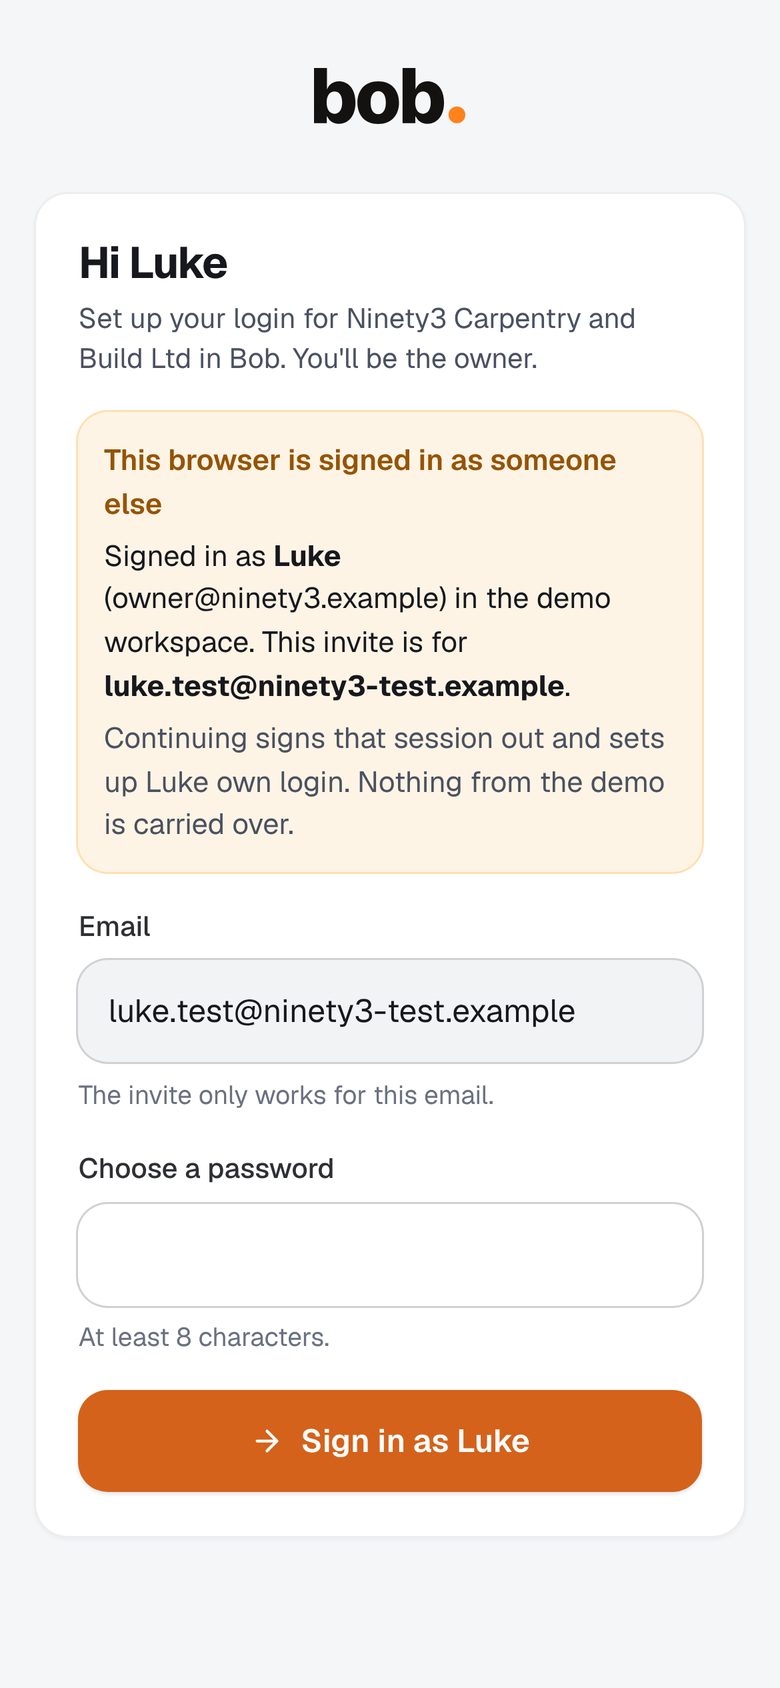 bob.
Hi Luke
Set up your login for Ninety3 Carpentry and
Build Ltd in Bob. You'll be the owner.
This browser is signed in as someone
else
Signed in as Luke
(owner@ninety3.example) in the demo
workspace. This invite is for
luke.test@ninety3-test.example.
Continuing signs that session out and sets
up Luke own login. Nothing from the demo
is carried over.
Email
luke.test@ninety3-test.example
The invite only works for this email.
Choose a password
At least 8 characters.
→ Sign in as Luke